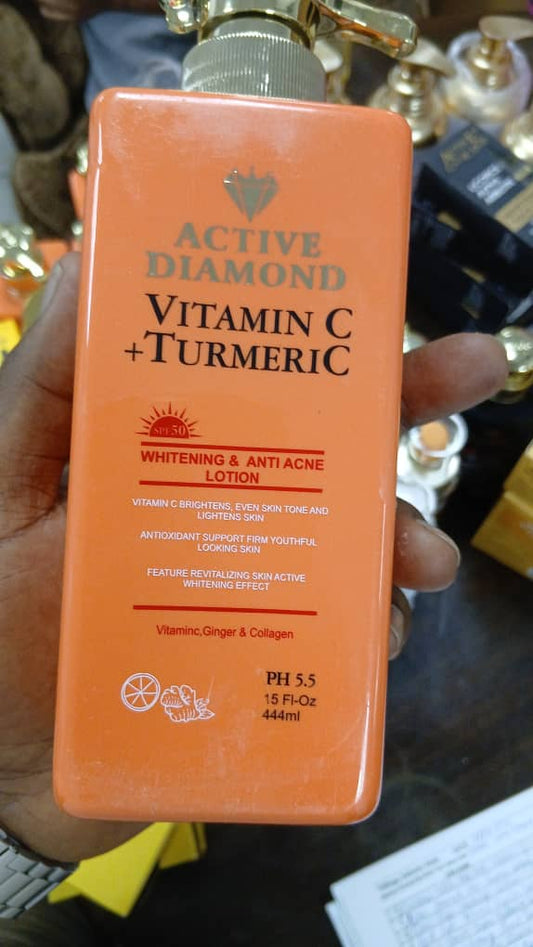 ACTIVE
DIAMOND
VITAMIN C
+TURMERIC
SPF50
WHITENING & ANTI ACNE
LOTION
VITAMIN C BRIGHTENS, EVEN SKIN TONE AND
LIGHTENS SKIN
ANTIOXIDANT SUPPORT FIRM YOUTHFUL
LOOKING SKIN
FEATURE REVITALIZING SKIN ACTIVE
WHITENING EFFECT
Vitaminc,Ginger & Collagen
PH 5.5
15 Fl-Oz
444ml